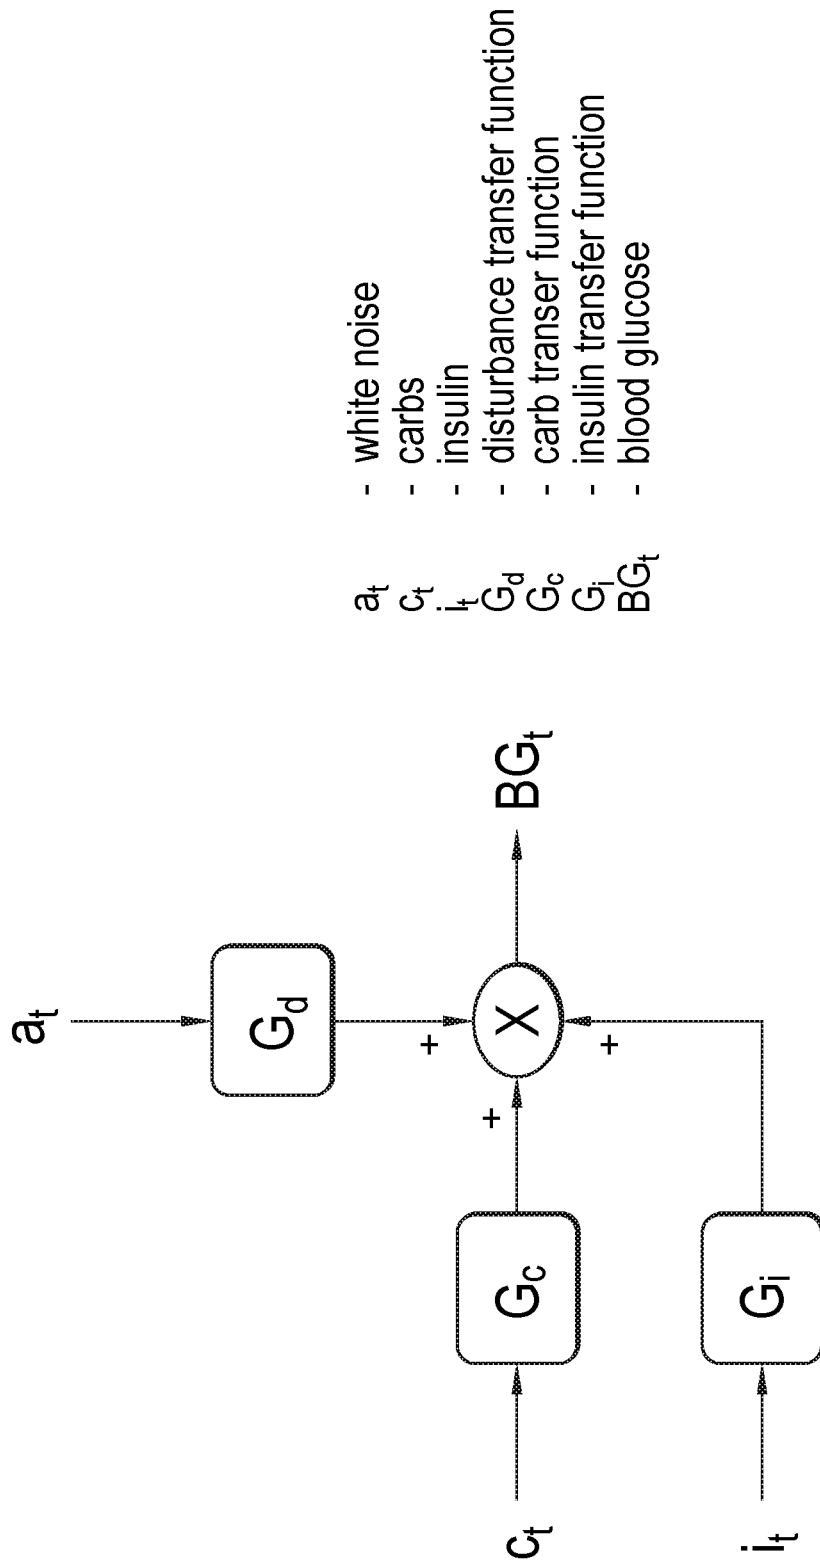 a_t
G_d
+
+
+
X
BG_t
c_t
G_c
i_t
G_i
a_t - white noise
c_t - carbs
i_t - insulin
G_d - disturbance transfer function
G_c - carb transer function
G_i - insulin transfer function
BG_t - blood glucose